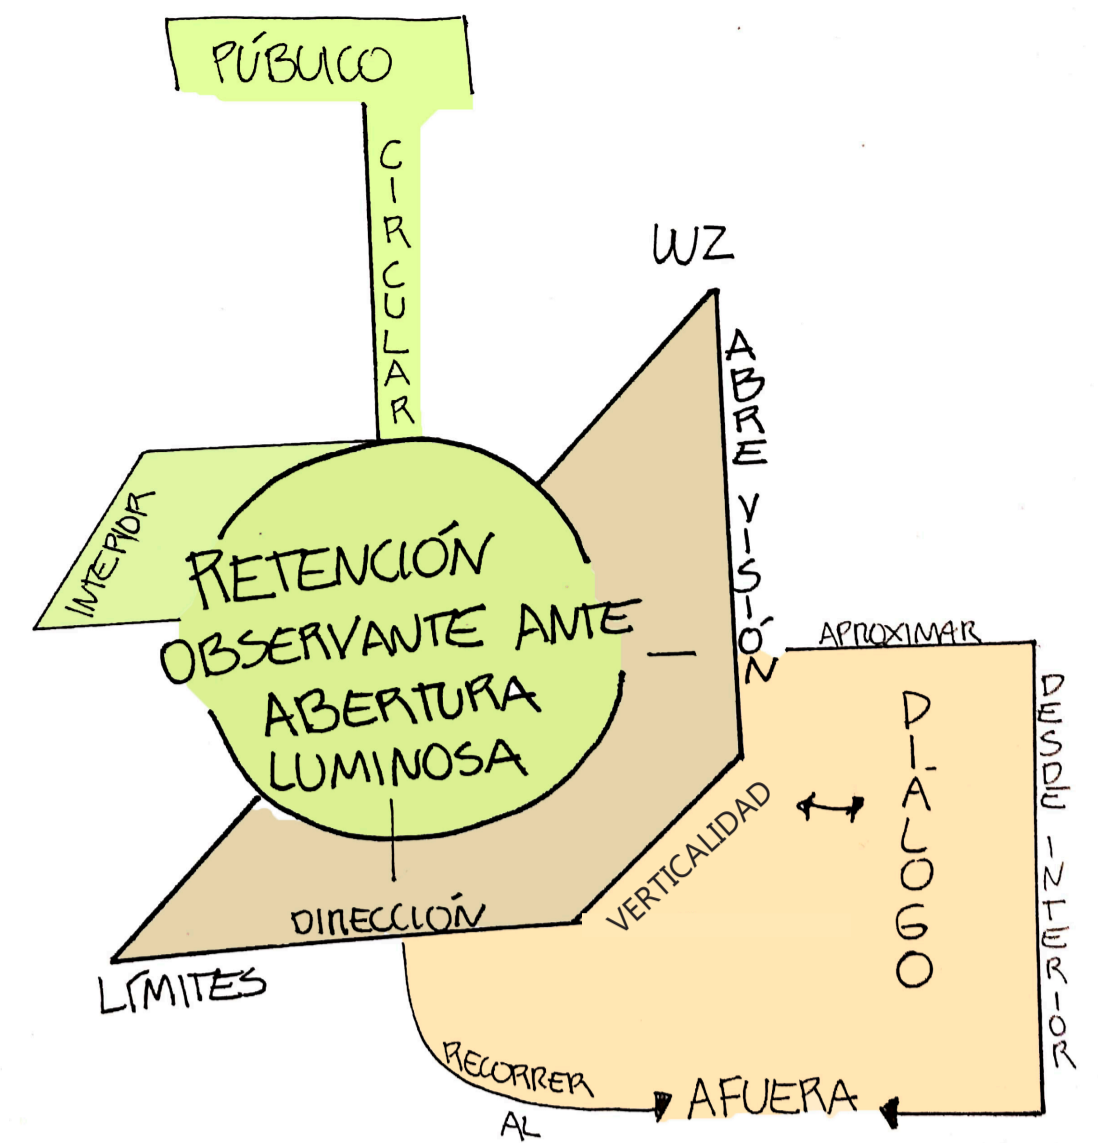 PÚBLICO
CIRCULAR
LUZ
ABRE VISIÓN
INTERIOR
RETENCIÓN
OBSERVANTE ANTE
ABERTURA
LUMINOSA
APROXIMAR
DESDE INTERIOR
DIÁLOGO
VERTICALIDAD
DIRECCIÓN
LÍMITES
RECORRER
AL
AFUERA